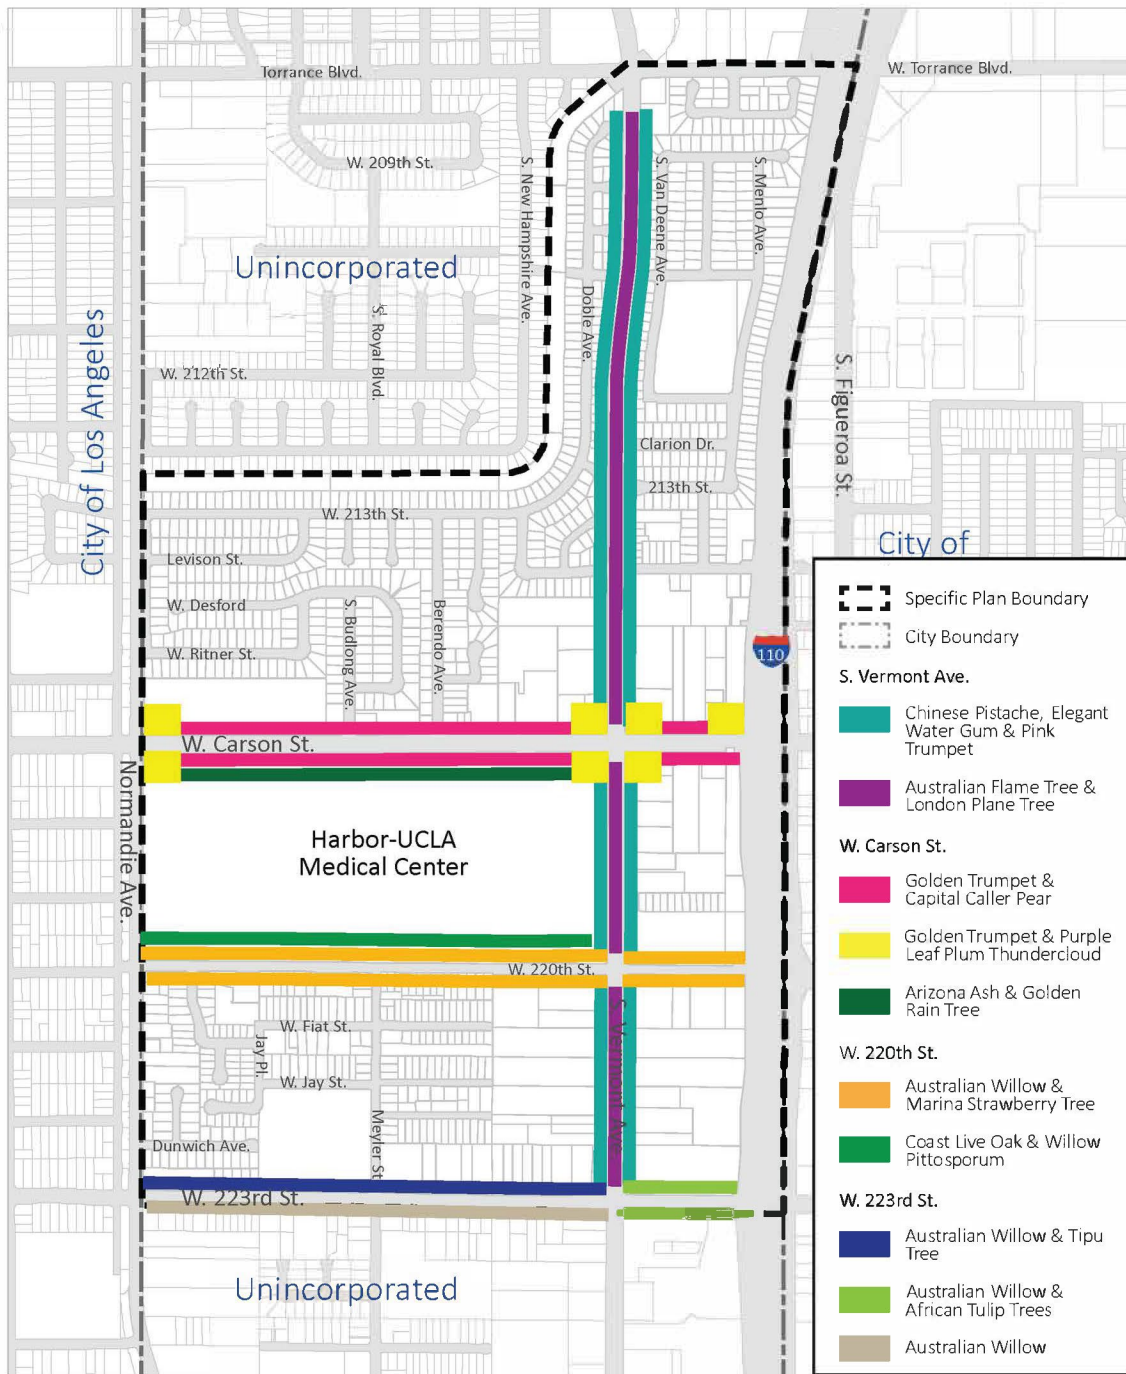 Torrance Blvd.
W. Torrance Blvd.
W. 209th St.
S. New Hampshire Ave.
S. Van Deene Ave.
S. Menlo Ave.
Unincorporated
Doble Ave.
S. Royal Blvd.
City of Los Angeles
W. 212th St.
S. Figueroa St.
Clarion Dr.
213th St.
W. 213th St.
City of
Levison St.
W. Desford
S. Budlong Ave.
Berendo Ave.
W. Ritner St.
110
W. Carson St.
Normandie Ave.
Harbor-UCLA
Medical Center
W. 220th St.
S. Vermont Ave.
W. Fiat St.
Jay Pl.
W. Jay St.
Meyler St.
Dunwich Ave.
W. 223rd St.
Unincorporated
Specific Plan Boundary
City Boundary
S. Vermont Ave.
Chinese Pistache, Elegant
Water Gum & Pink
Trumpet
Australian Flame Tree &
London Plane Tree
W. Carson St.
Golden Trumpet &
Capital Caller Pear
Golden Trumpet & Purple
Leaf Plum Thundercloud
Arizona Ash & Golden
Rain Tree
W. 220th St.
Australian Willow &
Marina Strawberry Tree
Coast Live Oak & Willow
Pittosporum
W. 223rd St.
Australian Willow & Tipu
Tree
Australian Willow &
African Tulip Trees
Australian Willow